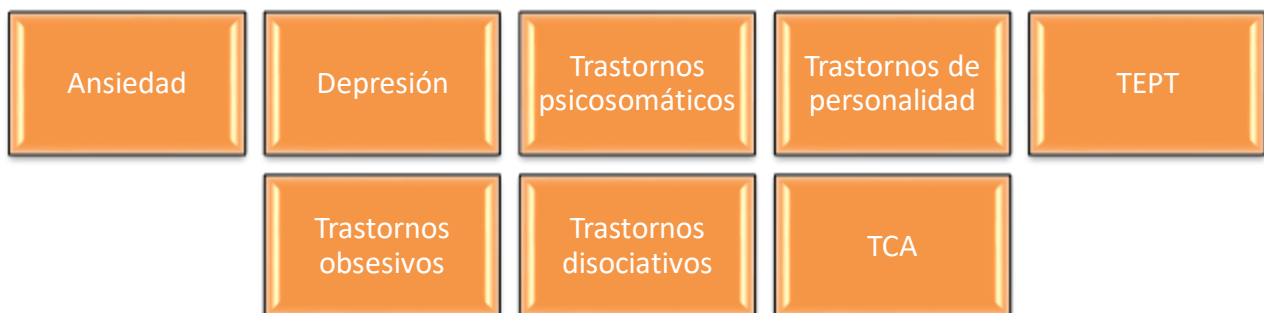 Ansiedad
Depresión
Trastornos
psicosomáticos
Trastornos de
personalidad
TEPT
Trastornos
obsesivos
Trastornos
disociativos
TCA